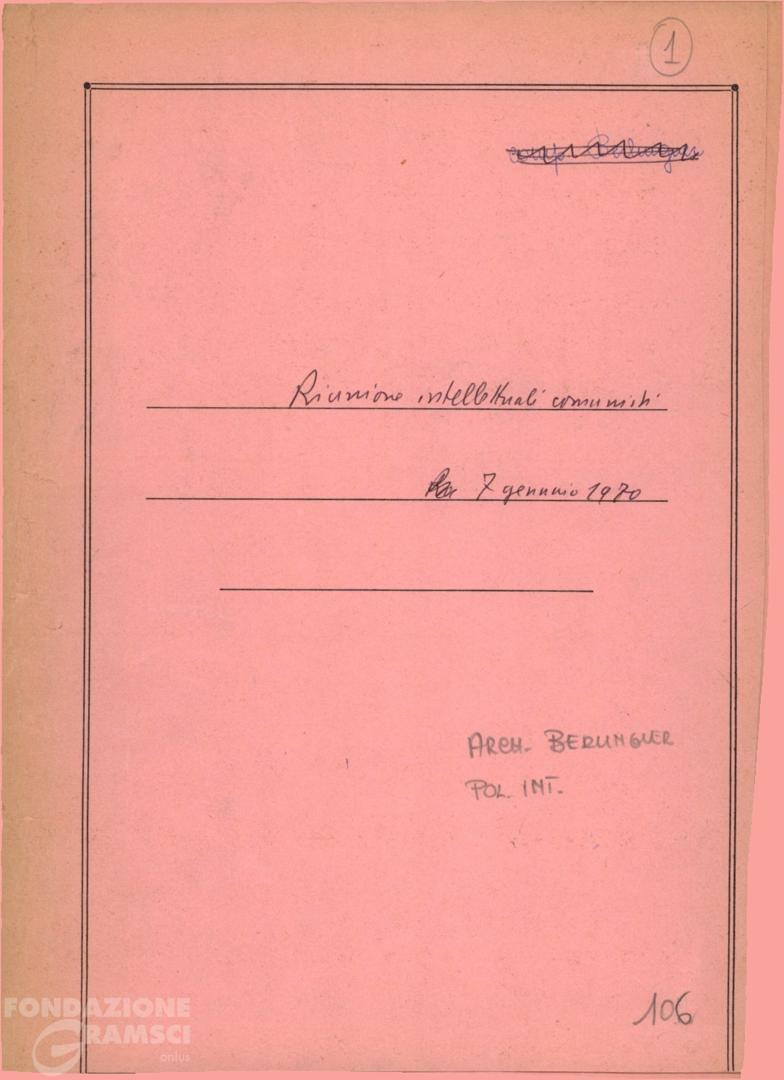 1
Riunione intellettuali comunisti
7 gennaio 1970
ARCH. BERLINGUER
POL. INT.
106
FONDAZIONE
GRAMSCI
onlus